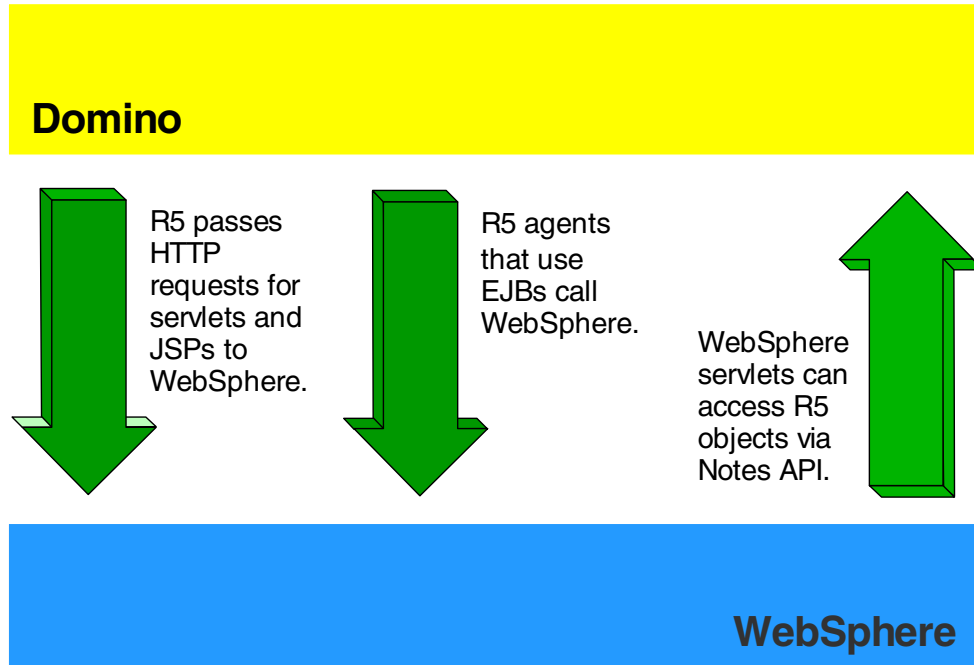 Domino
R5 passes
HTTP
requests for
servlets and
JSPs to
WebSphere.
R5 agents
that use
EJBs call
WebSphere.
WebSphere
servlets can
access R5
objects via
Notes API.
WebSphere